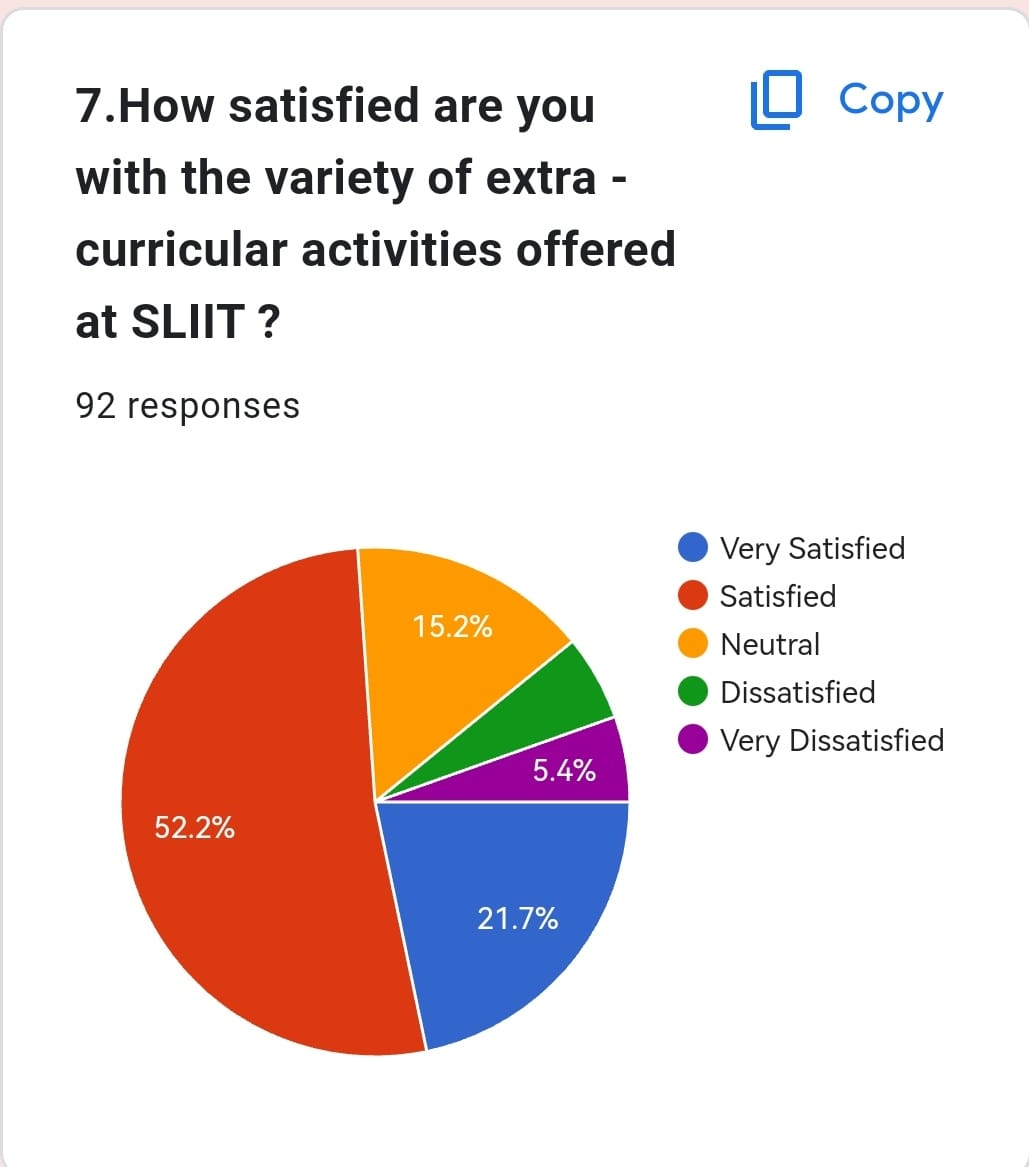 7.How satisfied are you
with the variety of extra -
curricular activities offered
at SLIIT ?
Copy
92 responses
Very Satisfied
Satisfied
Neutral
Dissatisfied
Very Dissatisfied
15.2%
5.4%
52.2%
21.7%